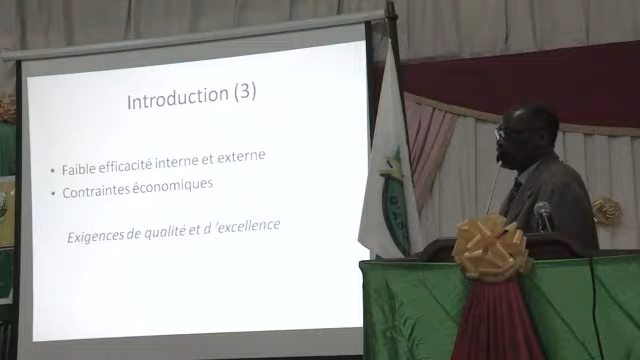 Introduction (3)
• Faible efficacité interne et externe
• Contraintes économiques
Exigences de qualité et d 'excellence